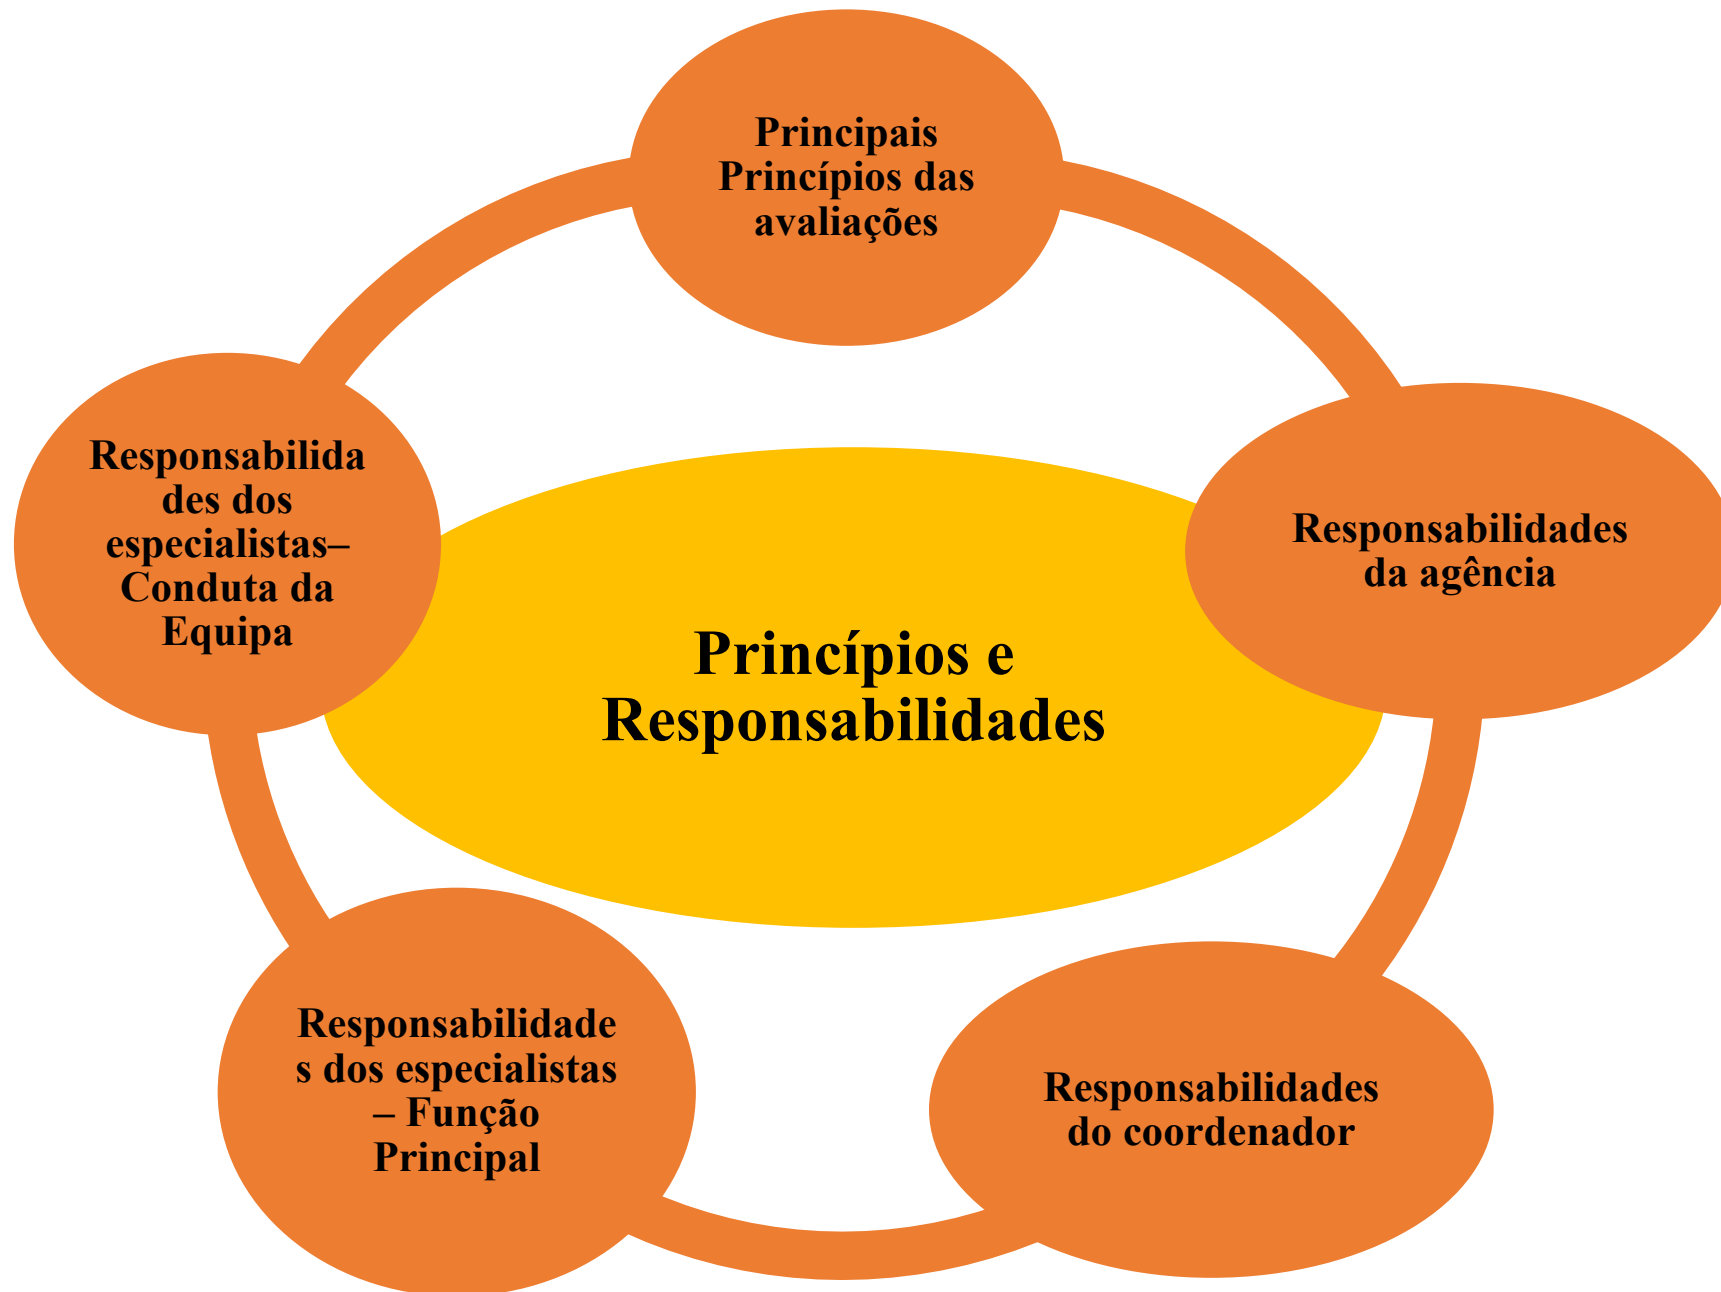 Principais
Princípios das
avaliações
Responsabilidades
da agência
Responsabilidades
do coordenador
Responsabilidade
s dos especialistas
– Função
Principal
Responsabilida
des dos
especialistas–
Conduta da
Equipa
Princípios e
Responsabilidades